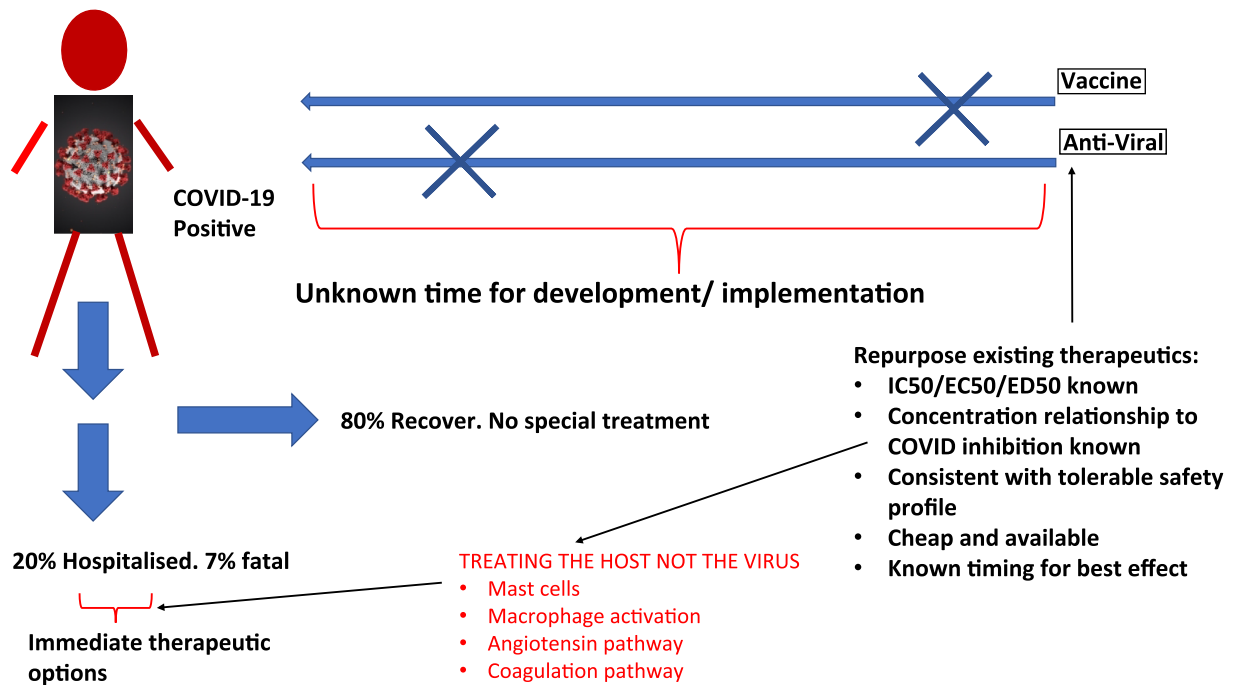 Vaccine
Anti-Viral
COVID-19
Positive
Unknown time for development/ implementation
Repurpose existing therapeutics:
• IC50/EC50/ED50 known
• Concentration relationship to
COVID inhibition known
• Consistent with tolerable safety
profile
• Cheap and available
• Known timing for best effect
80% Recover. No special treatment
20% Hospitalised. 7% fatal
Immediate therapeutic
options
TREATING THE HOST NOT THE VIRUS
• Mast cells
• Macrophage activation
• Angiotensin pathway
• Coagulation pathway